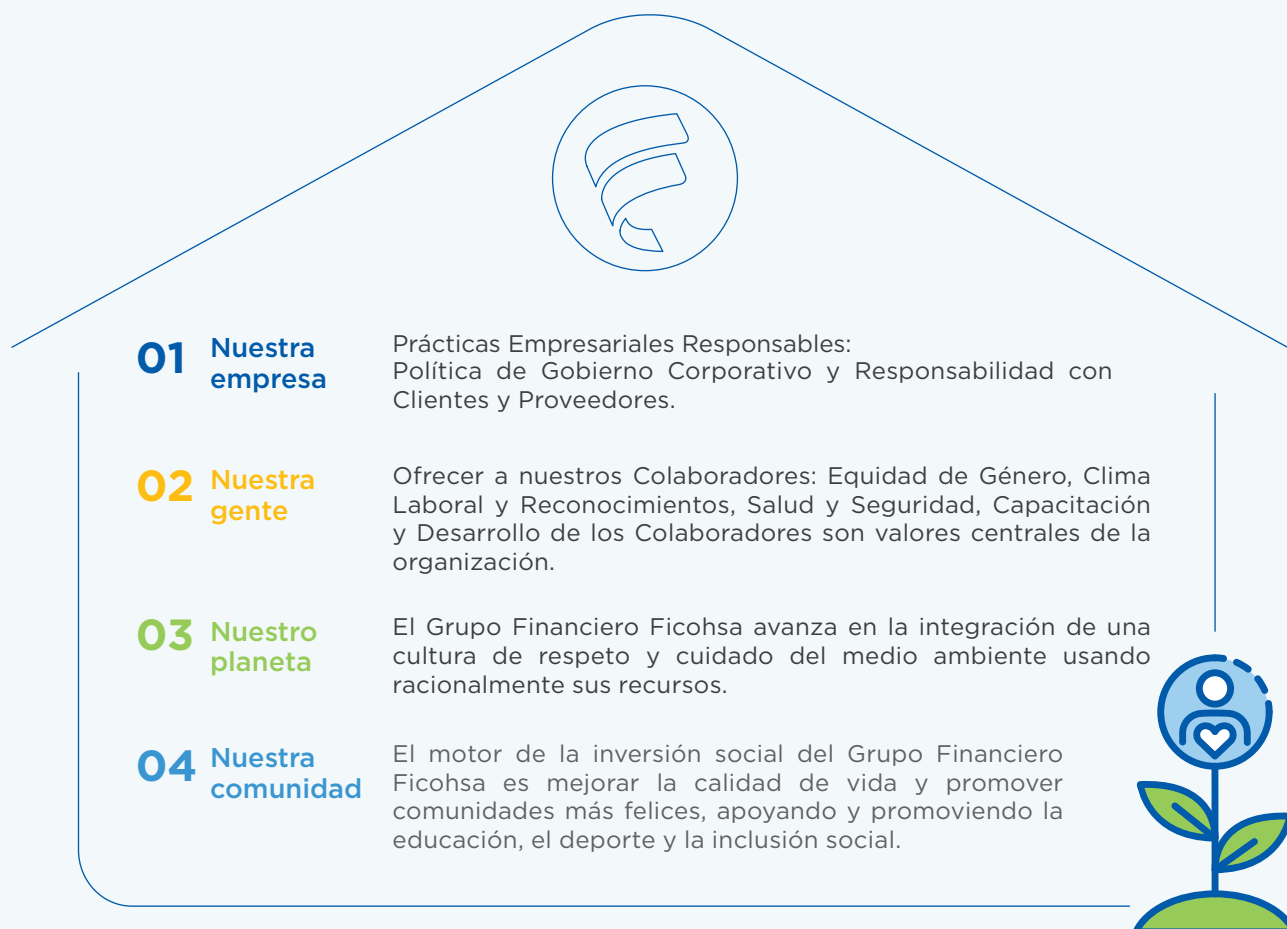 01 Nuestra empresa
Prácticas Empresariales Responsables:
Política de Gobierno Corporativo y Responsabilidad con
Clientes y Proveedores.
02 Nuestra gente
Ofrecer a nuestros Colaboradores: Equidad de Género, Clima
Laboral y Reconocimientos, Salud y Seguridad, Capacitación
y Desarrollo de los Colaboradores son valores centrales de la
organización.
03 Nuestro planeta
El Grupo Financiero Ficohsa avanza en la integración de una
cultura de respeto y cuidado del medio ambiente usando
racionalmente sus recursos.
04 Nuestra comunidad
El motor de la inversión social del Grupo Financiero
Ficohsa es mejorar la calidad de vida y promover
comunidades más felices, apoyando y promoviendo la
educación, el deporte y la inclusión social.